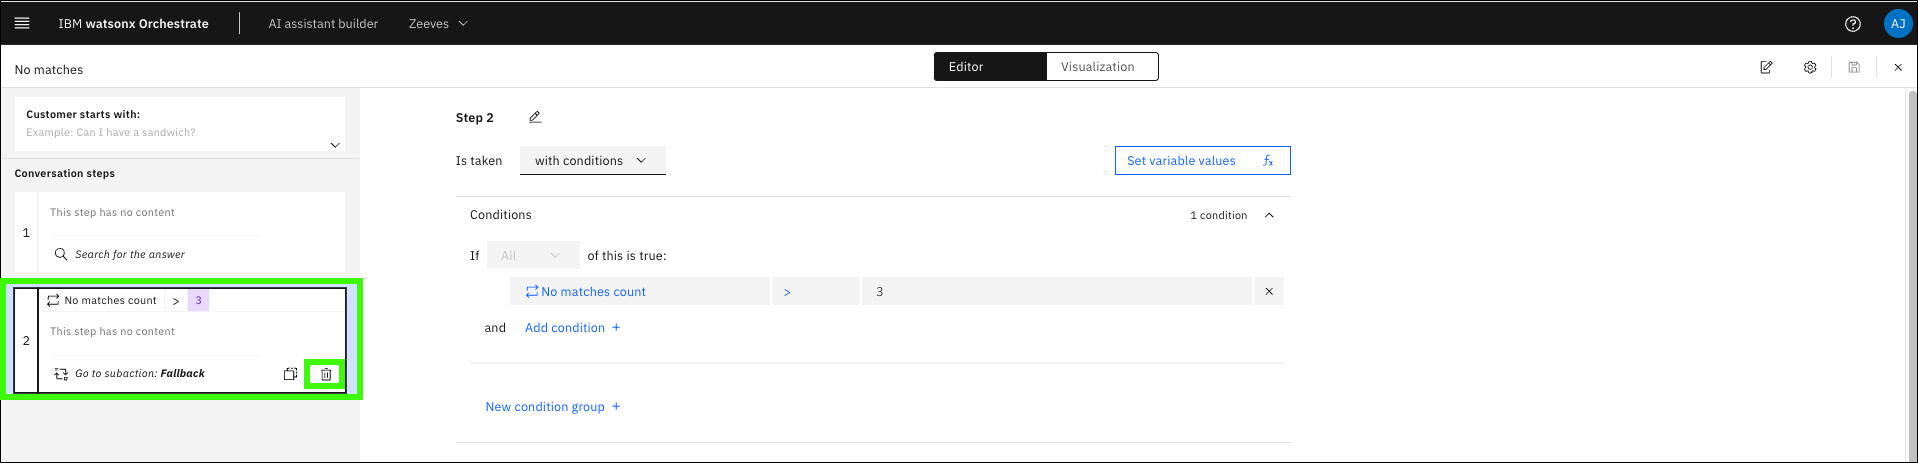 IBM watsonx Orchestrate
AI assistant builder
Zeeves
AJ
No matches
Editor
Visualization
Customer starts with:
Example: Can I have a sandwich?
Conversation steps
1
This step has no content
Search for the answer
2
No matches count > 3
This step has no content
Go to subaction: Fallback
Step 2
Is taken with conditions
Set variable values fx
Conditions
1 condition
If All of this is true:
No matches count > 3
and Add condition +
New condition group +